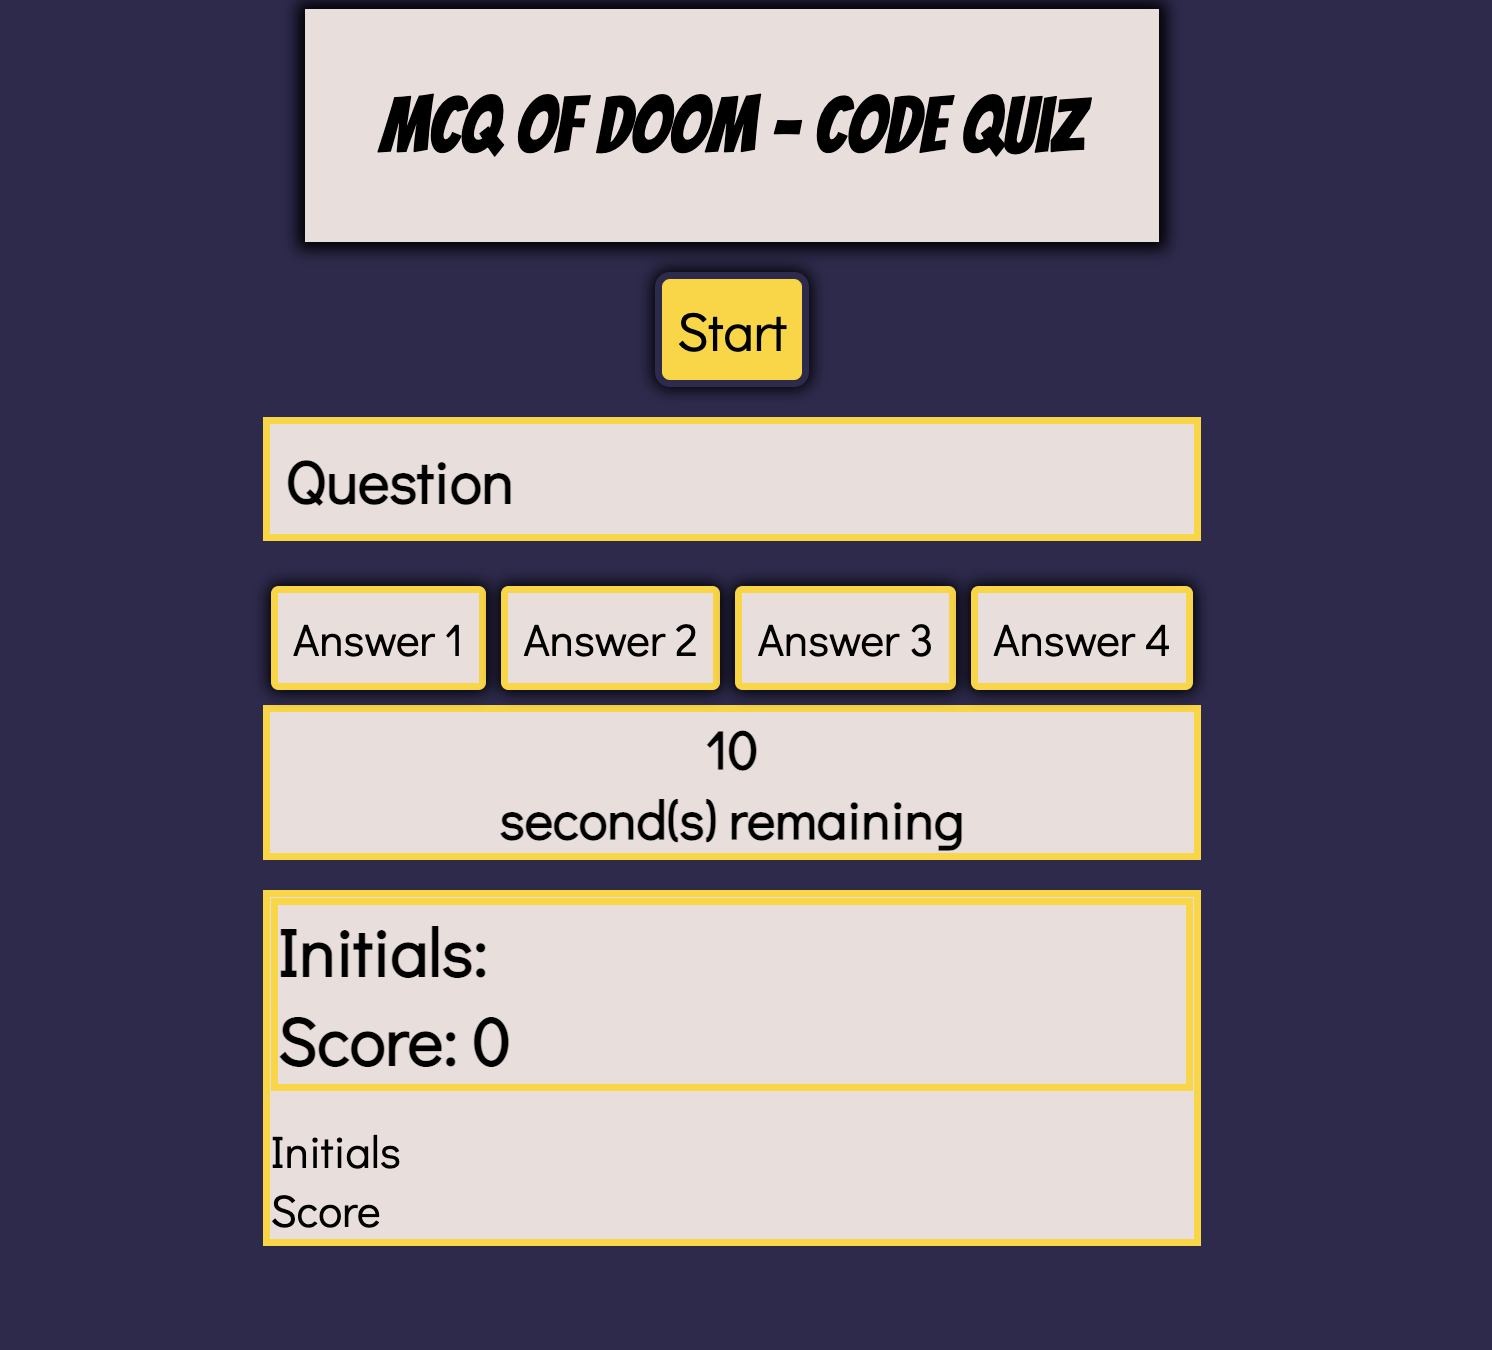 MCQ OF DOOM - CODE QUIZ
Start
Question
Answer 1
Answer 2
Answer 3
Answer 4
10
second(s) remaining
Initials:
Score: 0
Initials
Score